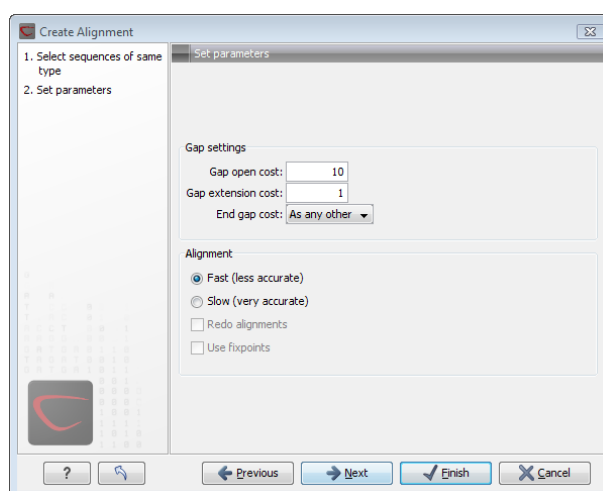 Create Alignment
1. Select sequences of same
type
2. Set parameters
Set parameters
Gap settings
Gap open cost: 10
Gap extension cost: 1
End gap cost: As any other
Alignment
Fast (less accurate)
Slow (very accurate)
Redo alignments
Use fixpoints
? Previous Next Finish Cancel